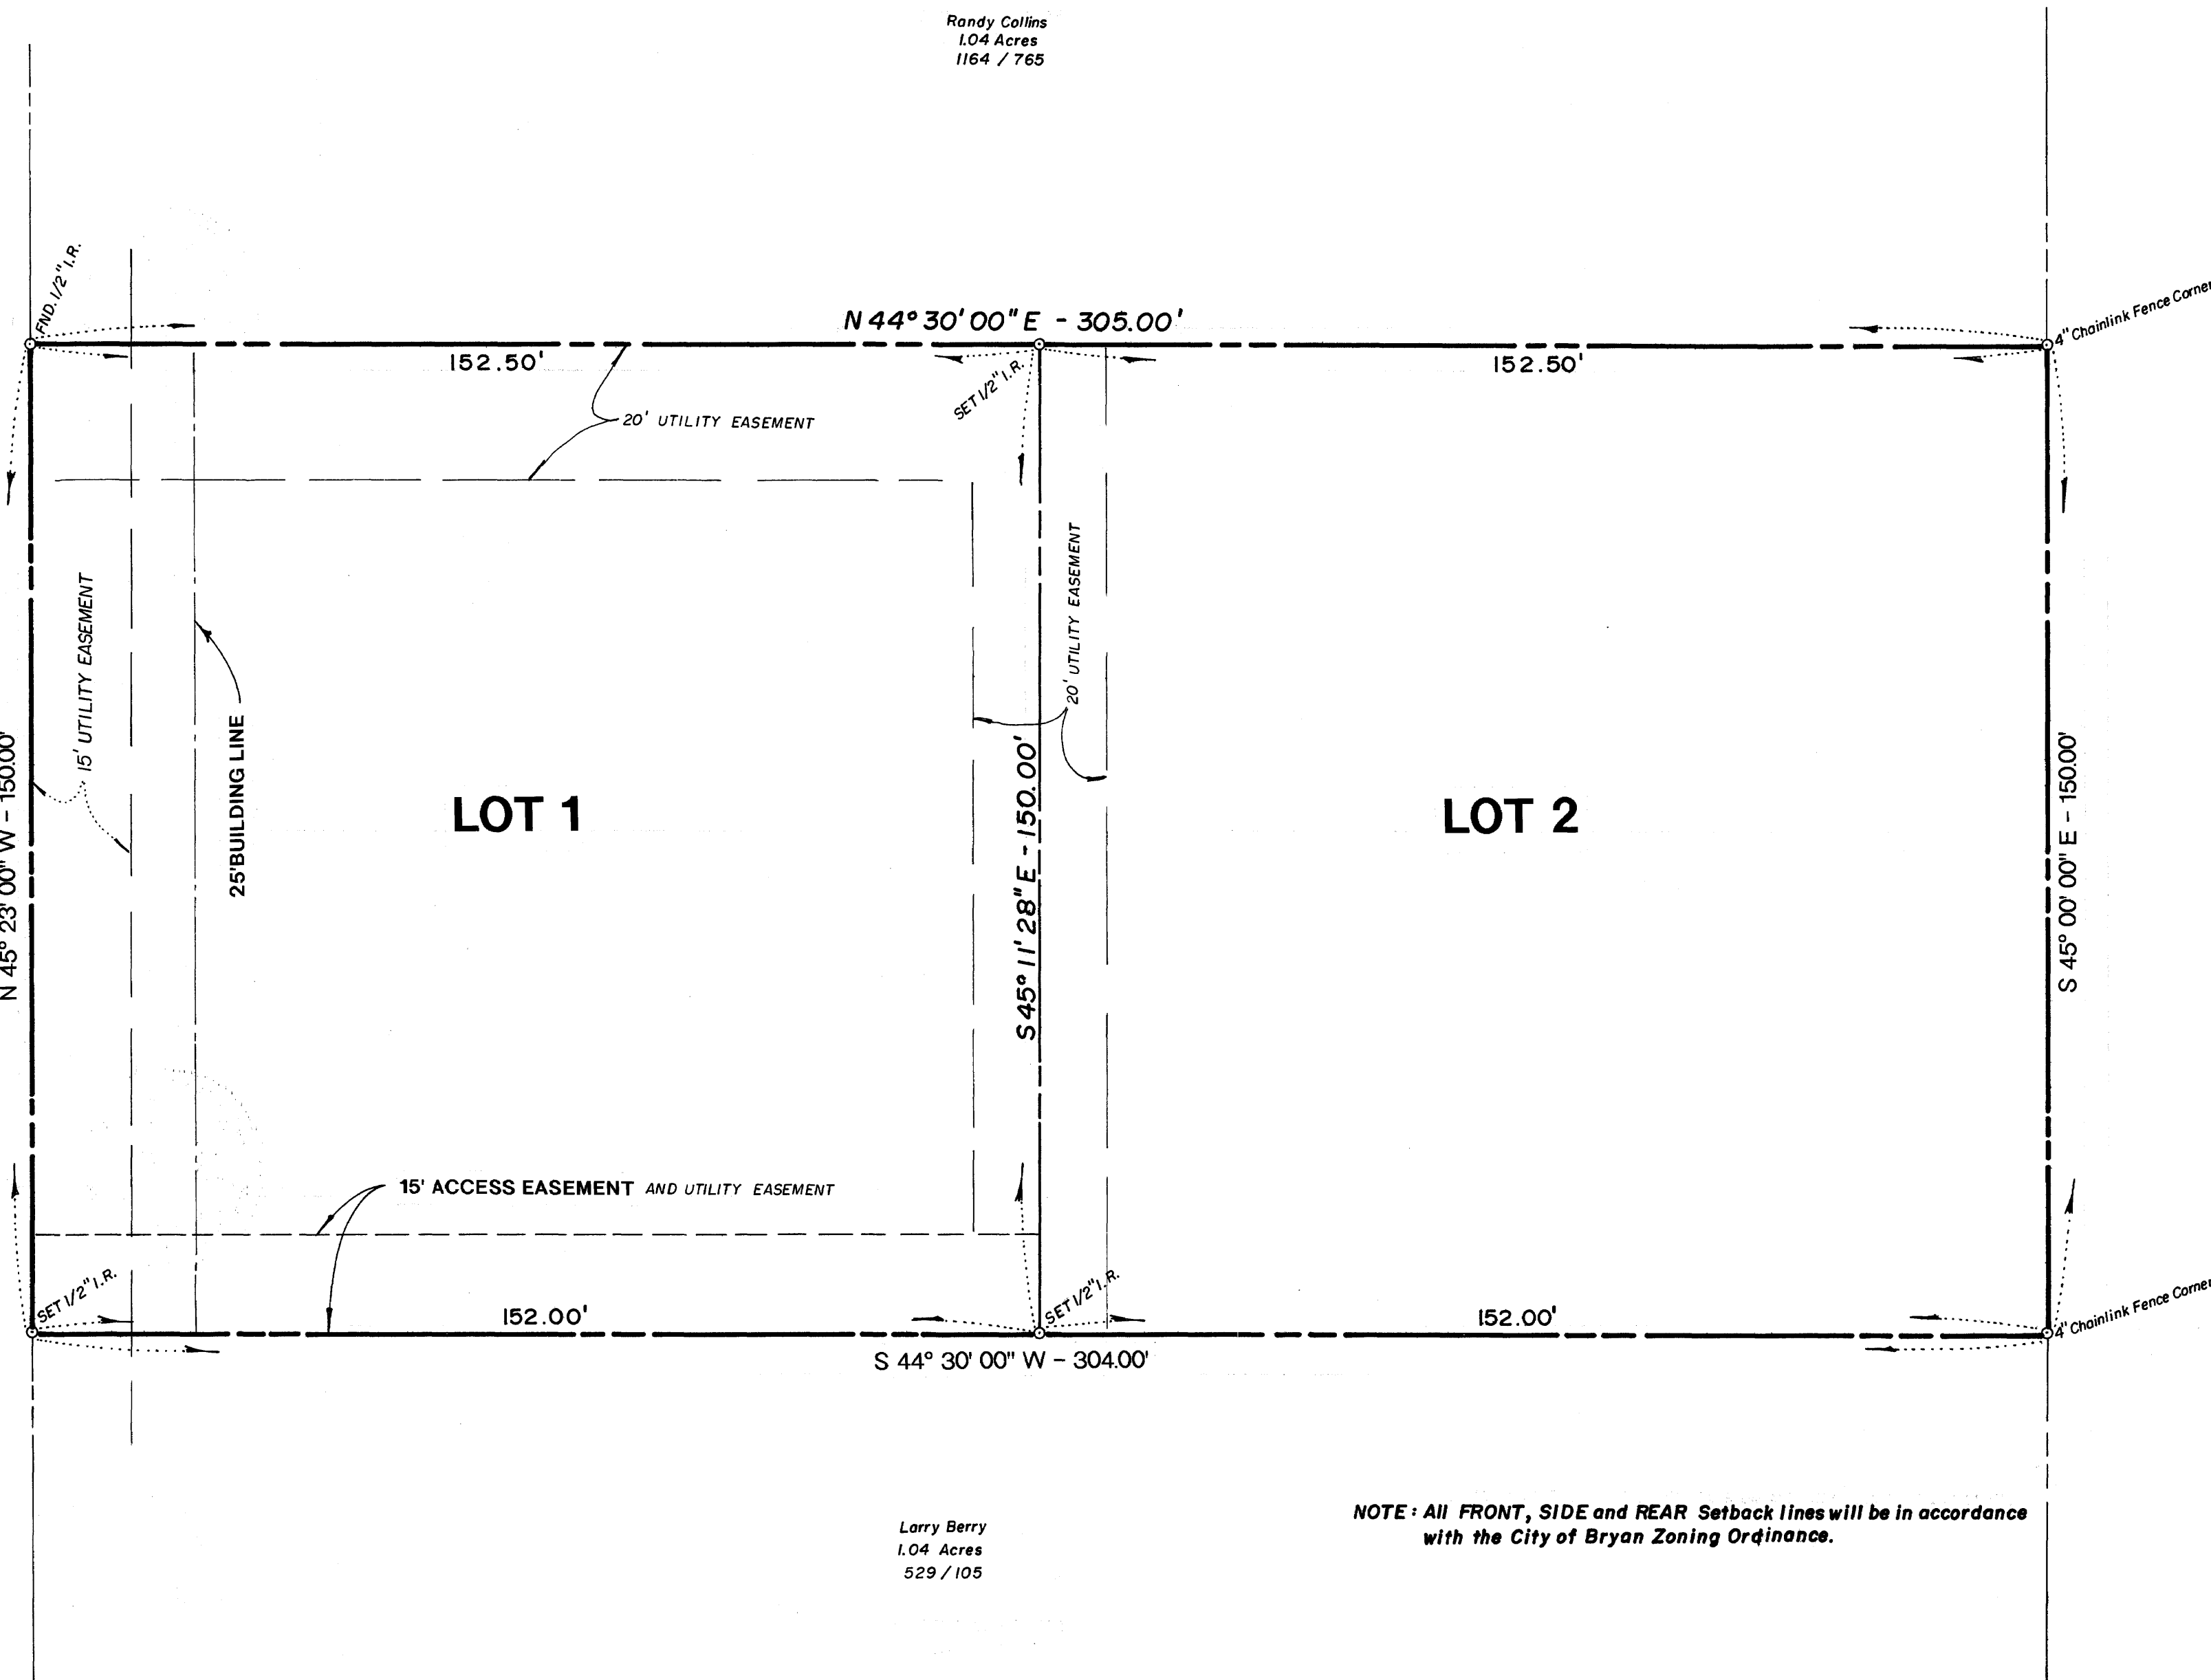 Randy Collins
1.04 Acres
1164 / 765
FND. 1/2" I.R.
N 44° 30' 00" E - 305.00'
4" Chainlink Fence Corner
152.50'
SET 1/2" I.R.
152.50'
20' UTILITY EASEMENT
15' UTILITY EASEMENT
25' BUILDING LINE
20' UTILITY EASEMENT
N 45° 23' 00" W - 150.00'
LOT 1
S 45° 11' 28" E - 150.00'
LOT 2
S 45° 00' 00" E - 150.00'
15' ACCESS EASEMENT AND UTILITY EASEMENT
SET 1/2" I.R.
152.00'
SET 1/2" I.R.
152.00'
4" Chainlink Fence Corner
S 44° 30' 00" W - 304.00'
NOTE: All FRONT, SIDE and REAR Setback lines will be in accordance
with the City of Bryan Zoning Ordinance.
Larry Berry
1.04 Acres
529 / 105